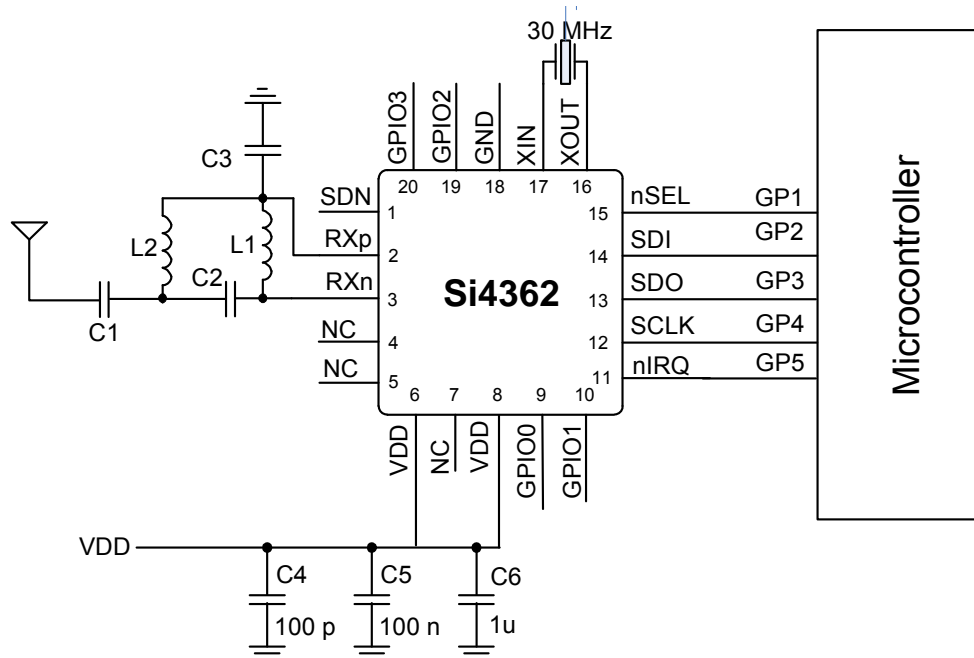 30 MHz
GPIO3
GPIO2
GND
XIN
XOUT
20
19
18
17
16
C3
L2
L1
C2
C1
SDN
1
RXp
2
RXn
3
NC
4
NC
5
Si4362
15
nSEL
GP1
14
SDI
GP2
13
SDO
GP3
12
SCLK
GP4
11
nIRQ
GP5
Microcontroller
6
7
8
9
10
VDD
NC
VDD
GPIO0
GPIO1
VDD
C4
C5
C6
100 p
100 n
1u